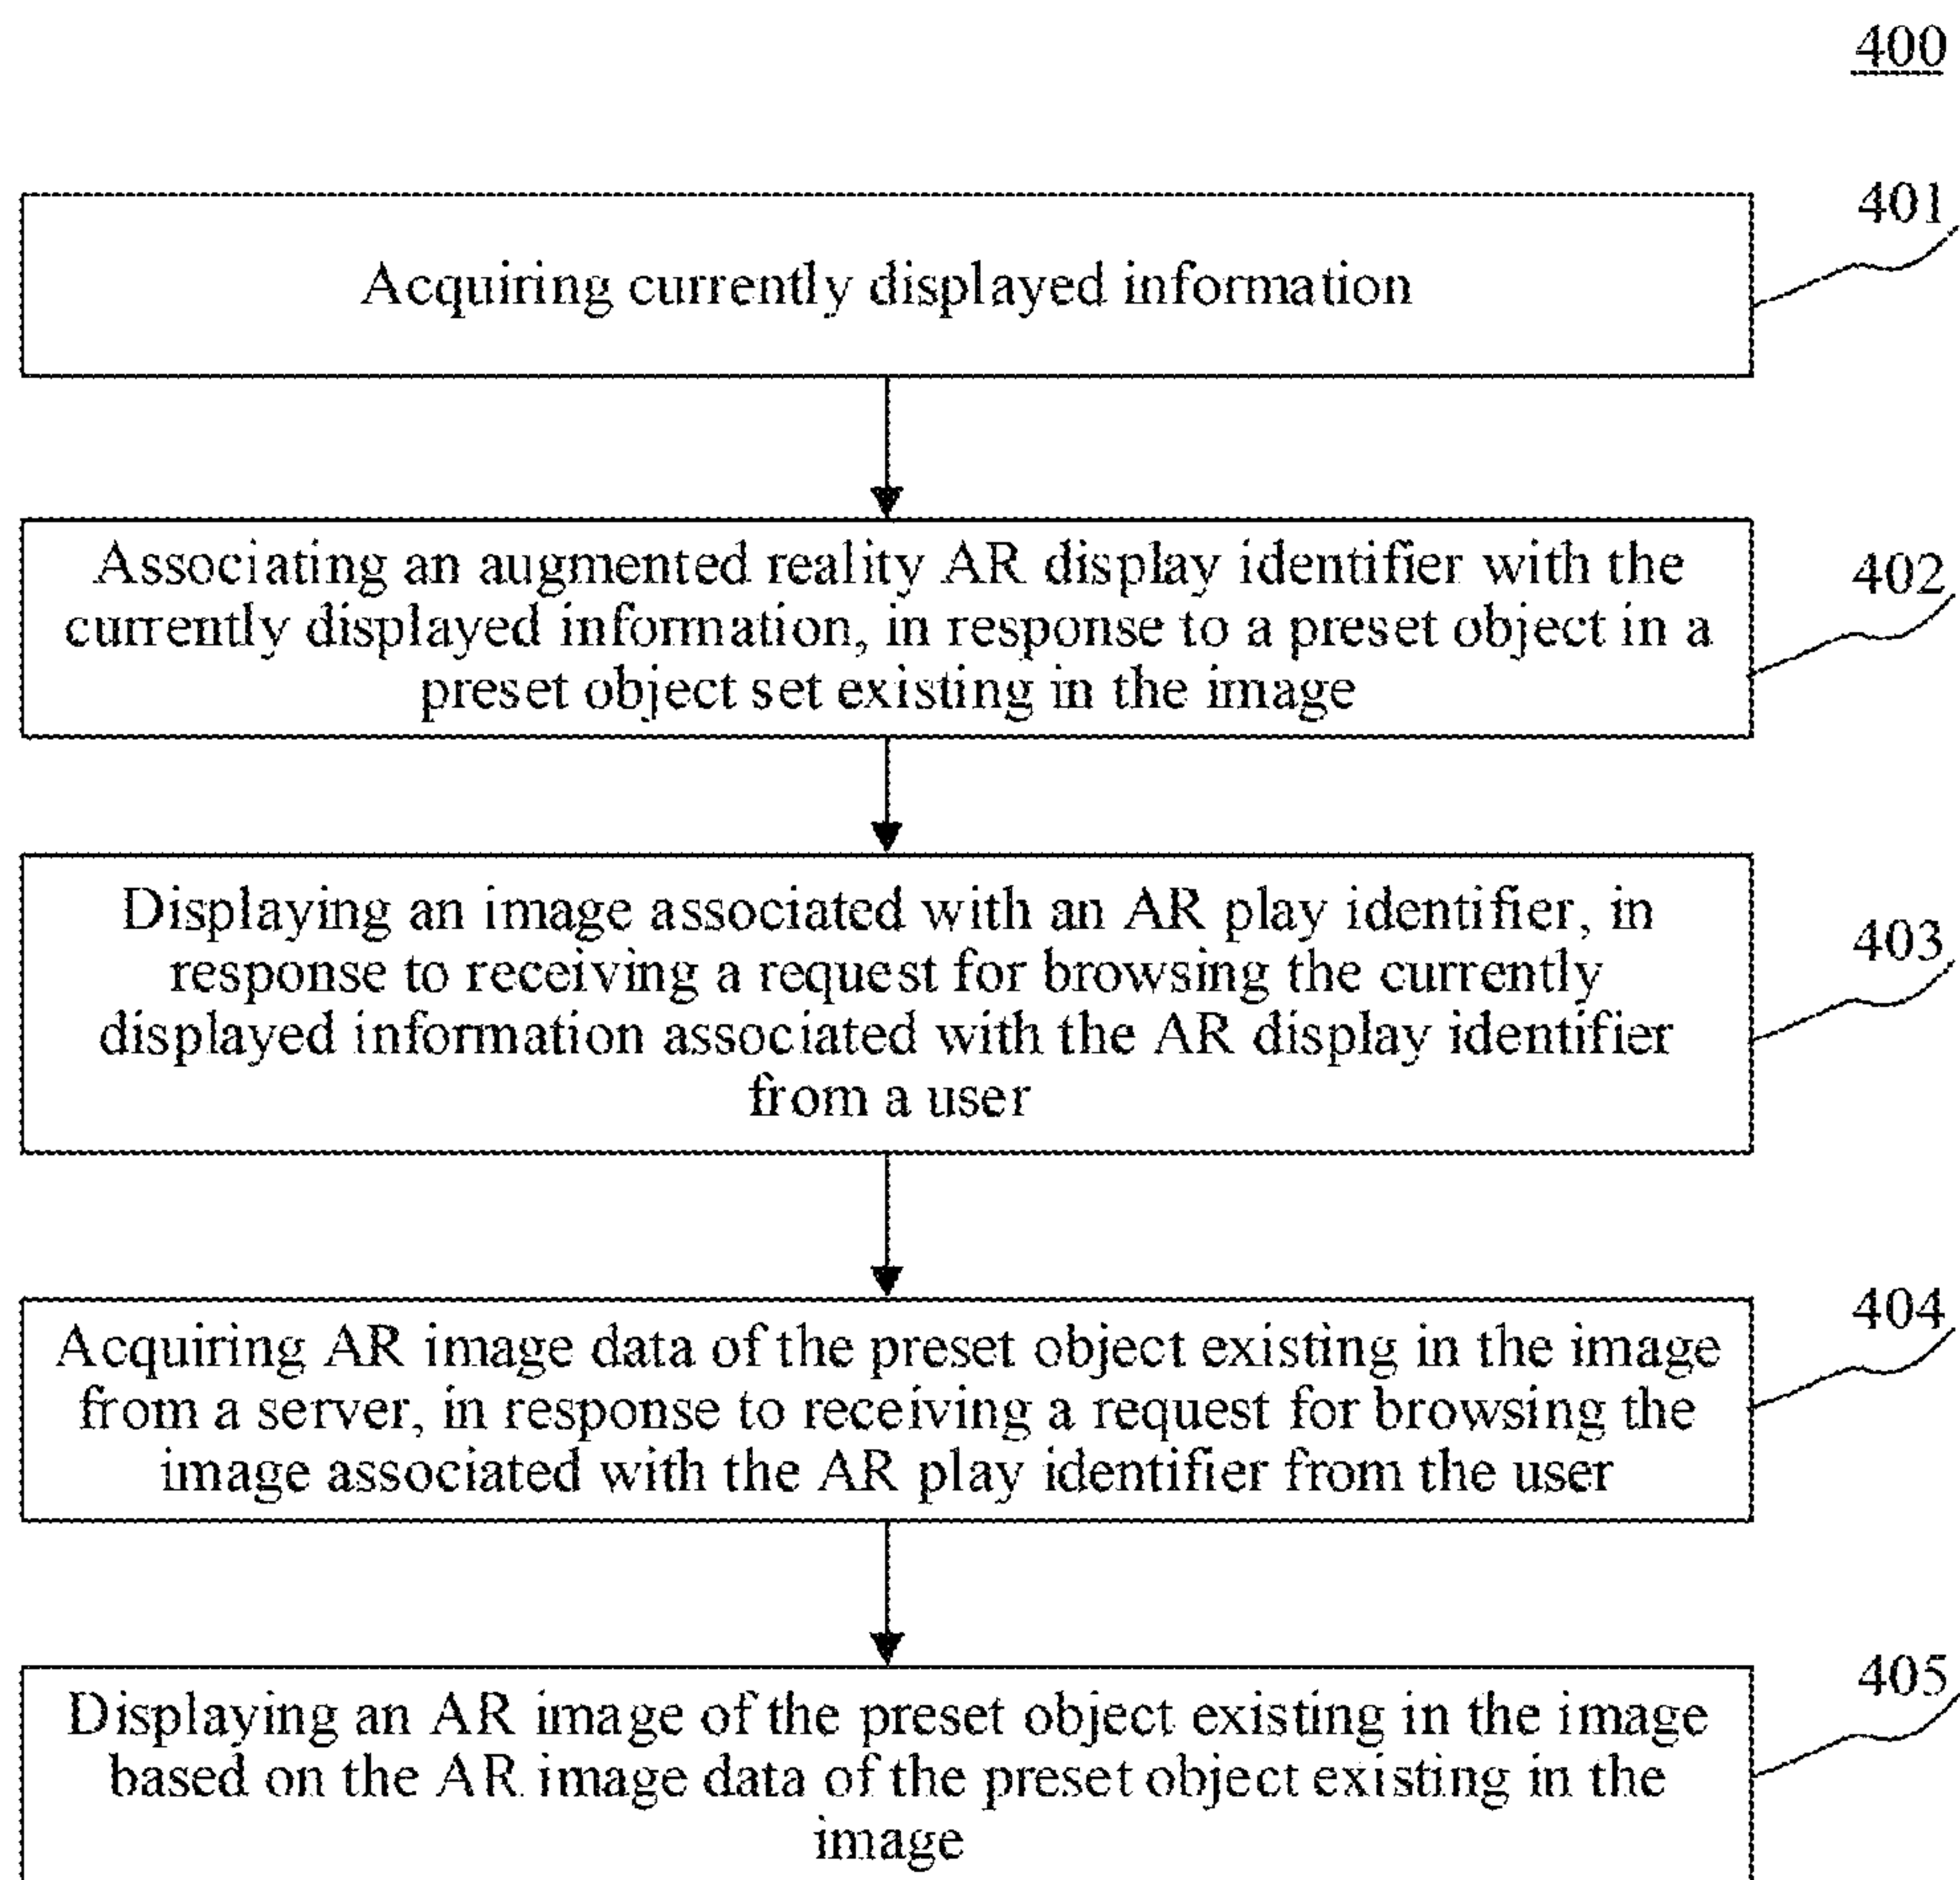 400
401
Acquiring currently displayed information
402
Associating an augmented reality AR display identifier with the
currently displayed information, in response to a preset object in a
preset object set existing in the image
403
Displaying an image associated with an AR play identifier, in
response to receiving a request for browsing the currently
displayed information associated with the AR display identifier
from a user
404
Acquiring AR image data of the preset object existing in the image
from a server, in response to receiving a request for browsing the
image associated with the AR play identifier from the user
405
Displaying an AR image of the preset object existing in the image
based on the AR image data of the preset object existing in the
image